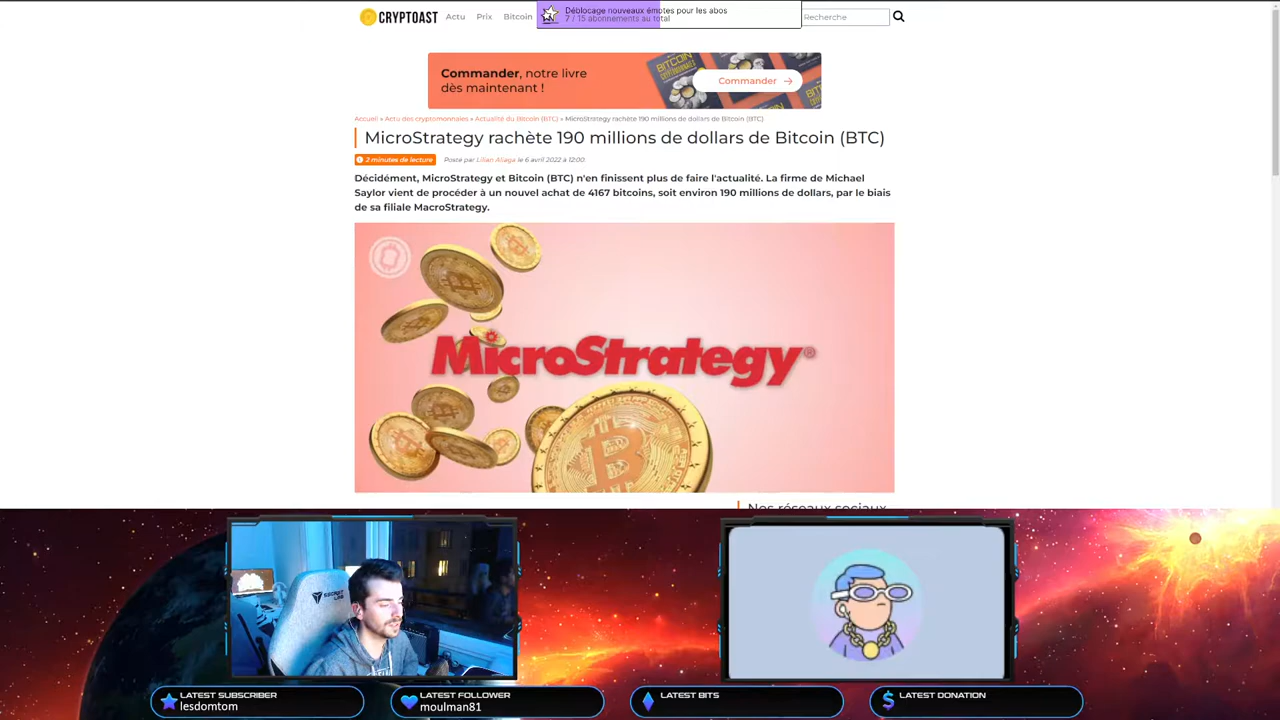 CRYPTOAST
Actu
Prix
Bitcoin
Déblocage nouveaux émotes pour les abos
7 / 15 abonnements au total
Recherche
Commander, notre livre
dès maintenant !
Commander →
Accueil » Actu des cryptomonnaies » Actualité du Bitcoin (BTC) » MicroStrategy rachète 190 millions de dollars de Bitcoin (BTC)
MicroStrategy rachète 190 millions de dollars de Bitcoin (BTC)
2 minutes de lecture
Posté par Lilian Aliaga le 6 avril 2022 à 12:00
Décidément, MicroStrategy et Bitcoin (BTC) n'en finissent plus de faire l'actualité. La firme de Michael
Saylor vient de procéder à un nouvel achat de 4167 bitcoins, soit environ 190 millions de dollars, par le biais
de sa filiale MacroStrategy.
MicroStrategy®
Nos réseaux sociaux
SECRETLAB
LATEST SUBSCRIBER
lesdomtom
LATEST FOLLOWER
moulman81
LATEST BITS
LATEST DONATION